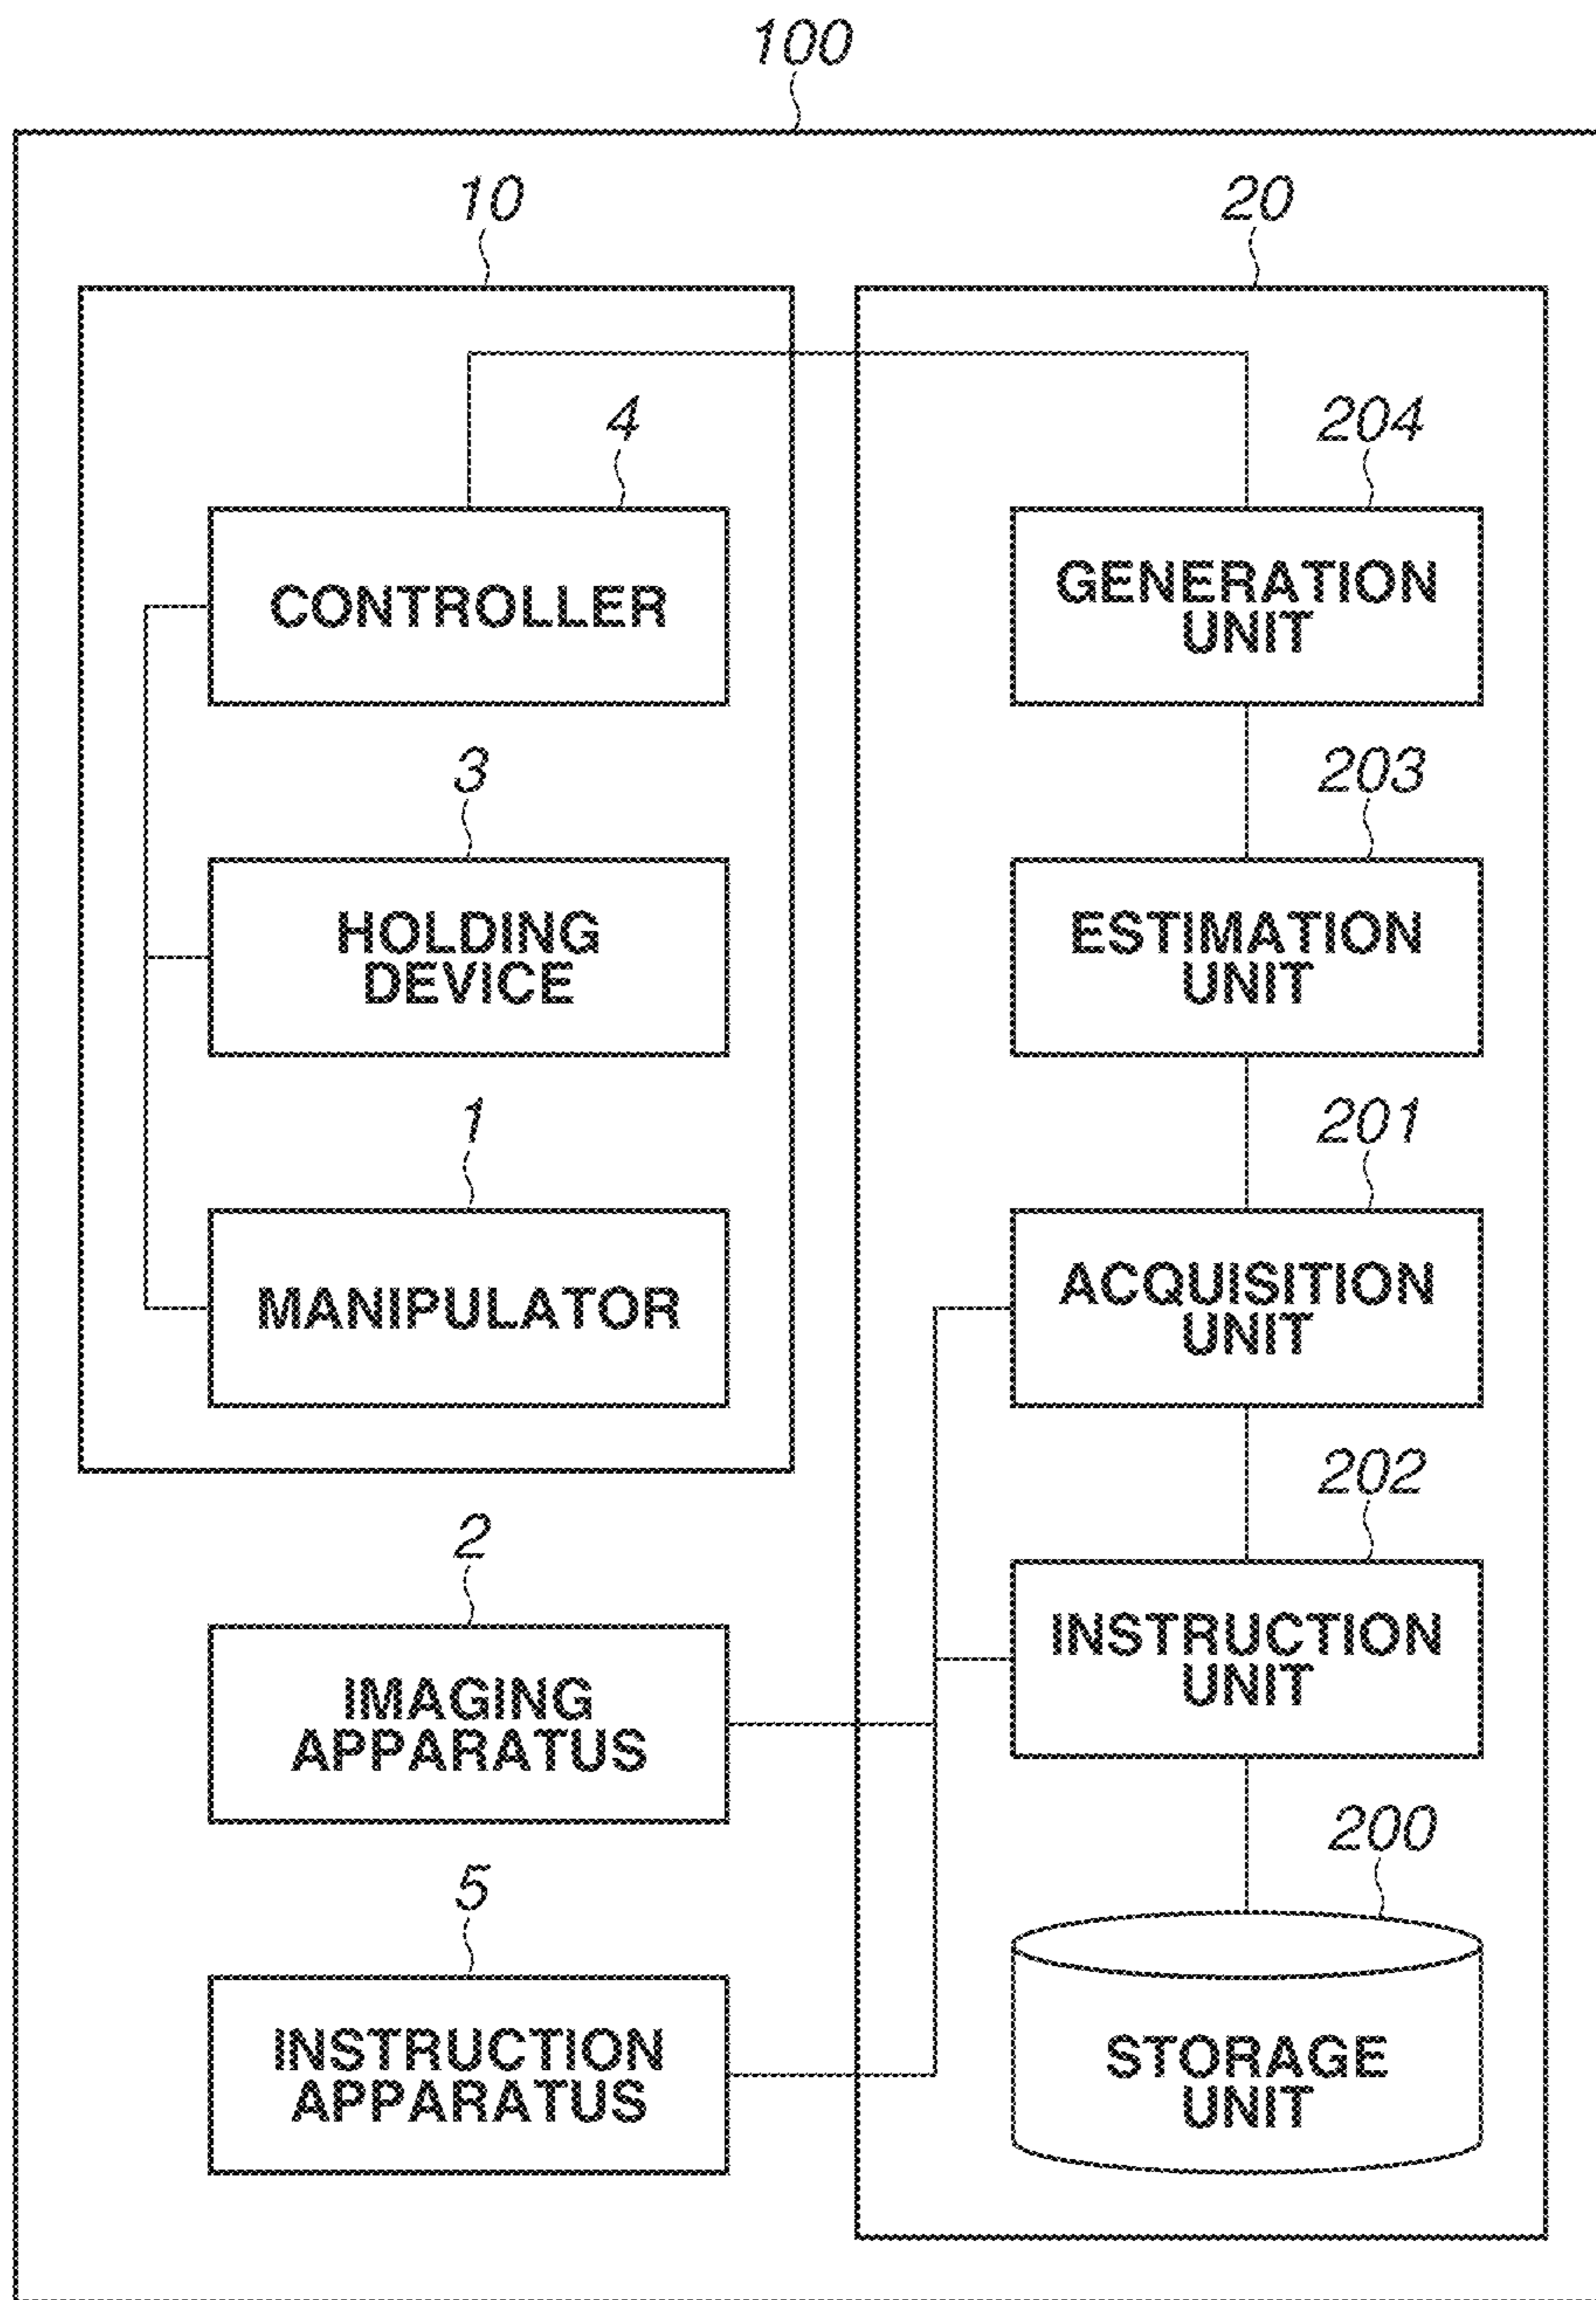 100
10
20
4
204
CONTROLLER
GENERATION
UNIT
3
203
HOLDING
DEVICE
ESTIMATION
UNIT
1
201
MANIPULATOR
ACQUISITION
UNIT
202
2
INSTRUCTION
UNIT
IMAGING
APPARATUS
200
5
INSTRUCTION
APPARATUS
STORAGE
UNIT